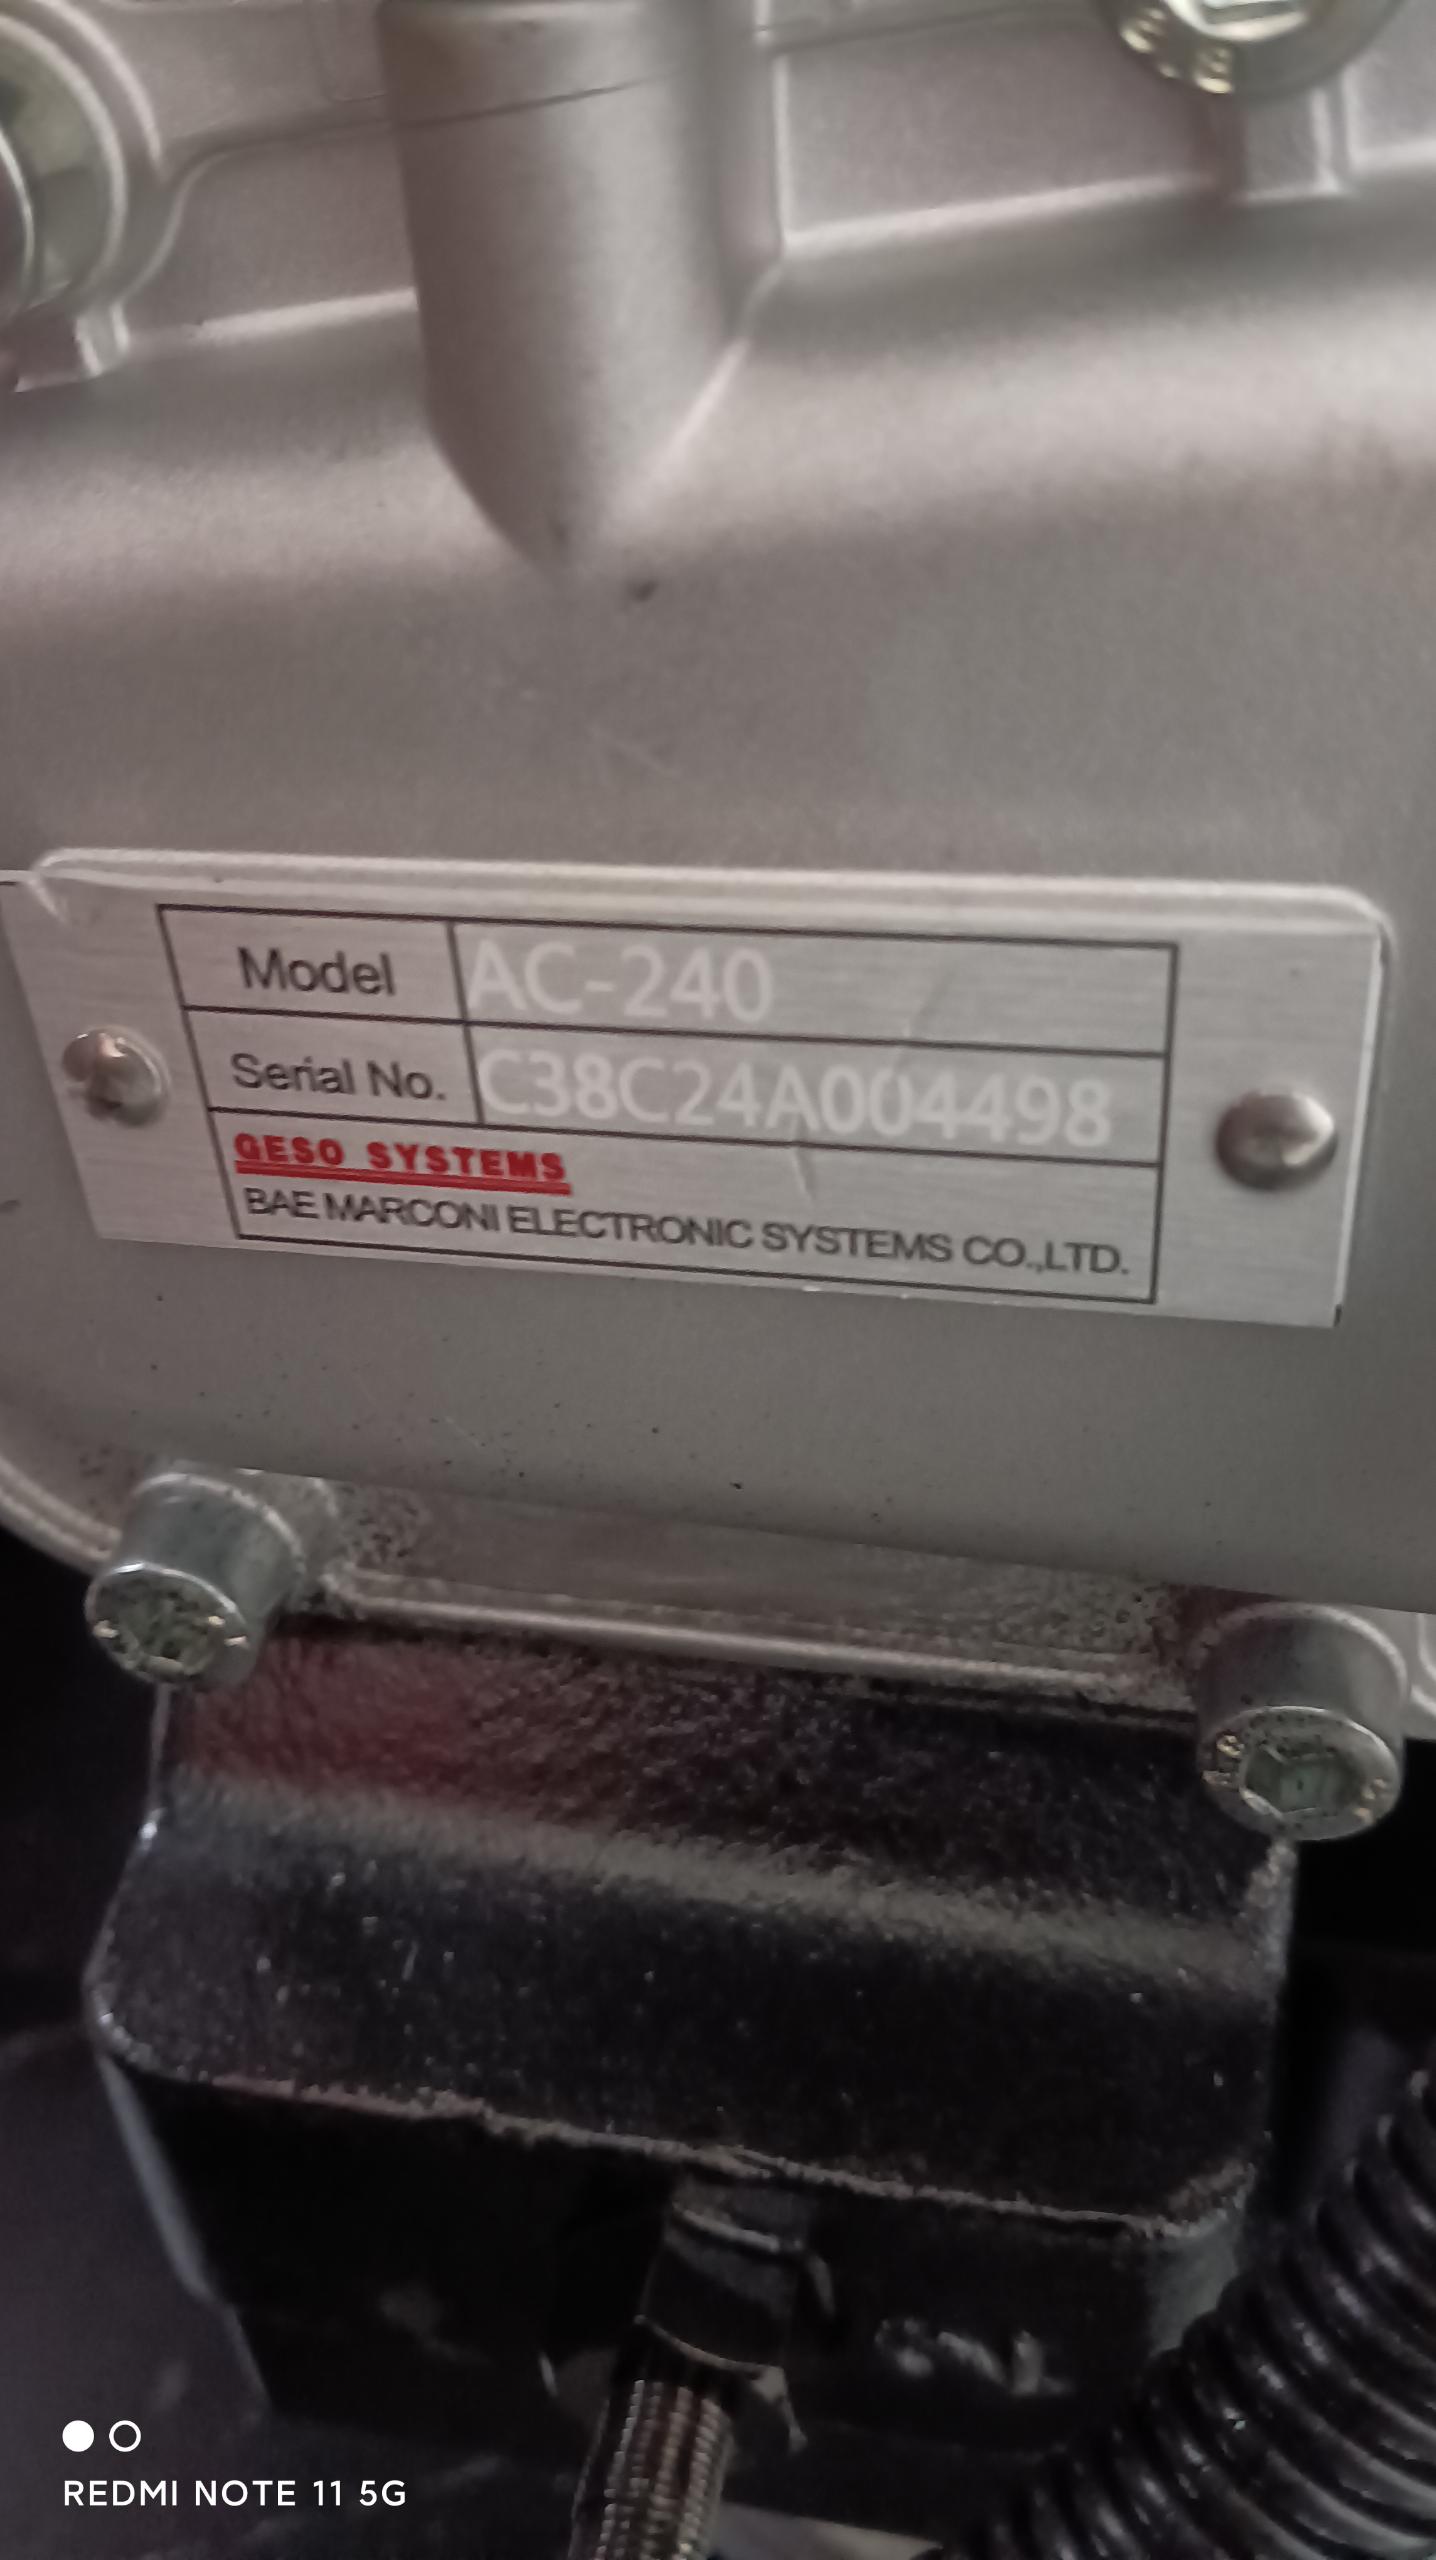 Model AC-240
Serial No. C38C24A004498
GESO SYSTEMS
BAE MARCONI ELECTRONIC SYSTEMS CO.,LTD.
REDMI NOTE 11 5G